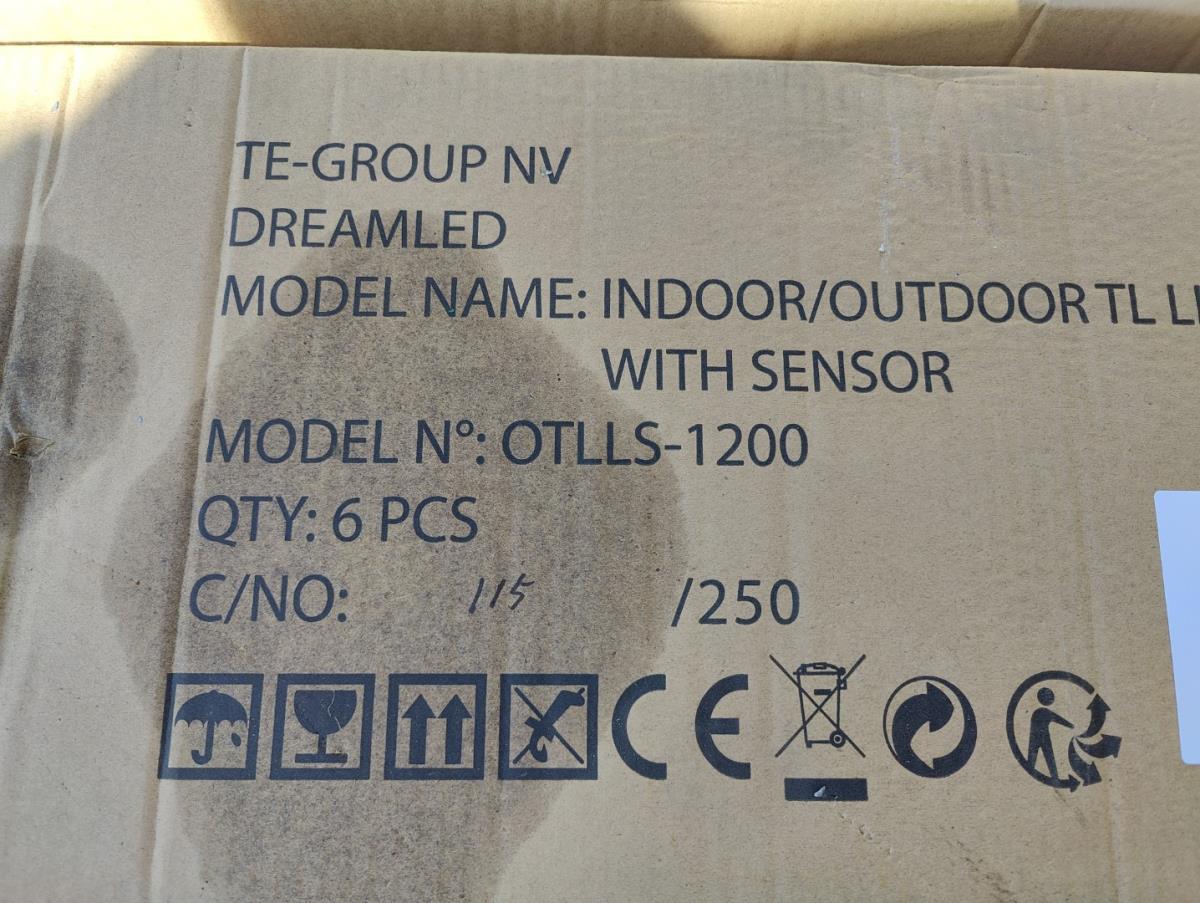 TE-GROUP NV
DREAMLED
MODEL NAME: INDOOR/OUTDOOR TL
WITH SENSOR
MODEL N°: OTLLS-1200
QTY: 6 PCS
C/NO: 115 /250
CE